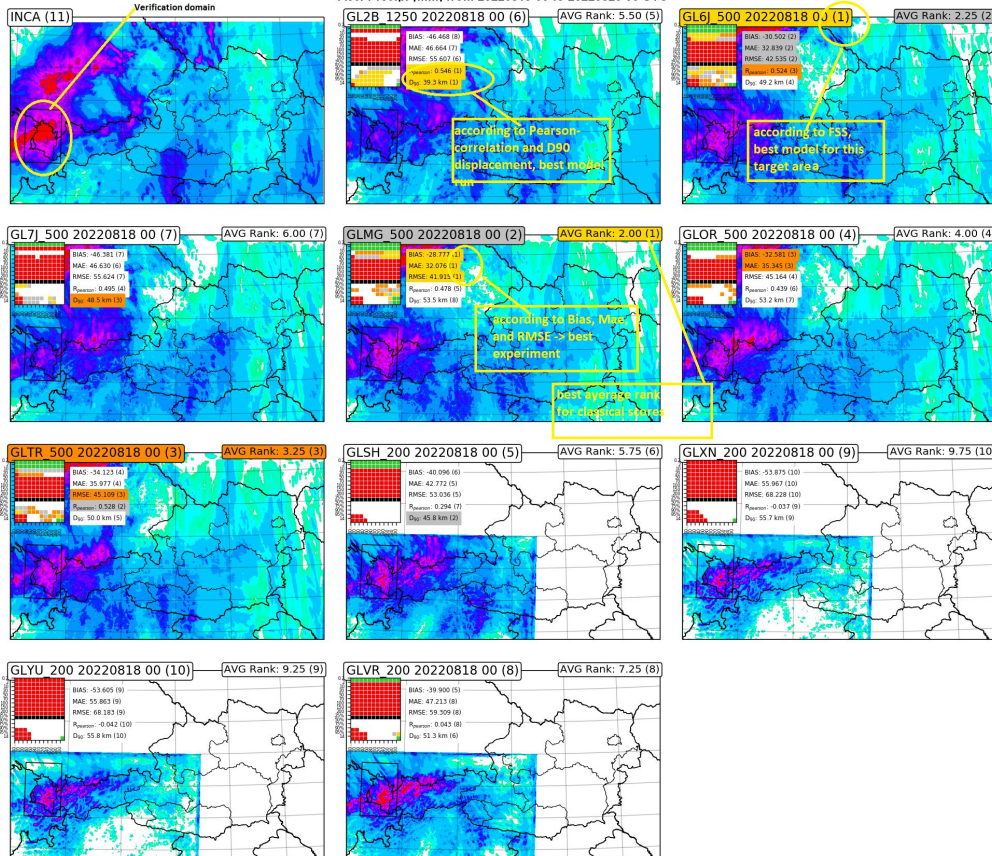 Verification domain
INCA (11)
GL2B_1250 20220818 00 (6)
AVG Rank: 5.50 (5)
BIAS: -46.468 (8)
MAE: 46.664 (7)
RMSE: 55.607 (6)
Rpearson: 0.546 (1)
D90: 39.3 km (1)
according to Pearson-
correlation and D90
displacement, best model
run
GL6J_500 20220818 00 (1)
AVG Rank: 2.25 (2
BIAS: -30.502 (2)
MAE: 32.839 (2)
RMSE: 42.535 (2)
Rpearson: 0.524 (3)
D90: 49.2 km (4)
according to FSS,
best model for this
target area
GL7J_500 20220818 00 (7)
AVG Rank: 6.00 (7)
BIAS: -46.381 (7)
MAE: 46.630 (6)
RMSE: 55.624 (7)
Rpearson: 0.495 (4)
D90: 48.5 km (3)
GLMG_500 20220818 00 (2)
AVG Rank: 2.00 (1)
BIAS: -28.777 (1)
MAE: 32.076 (1)
RMSE: 41.915 (1)
Rpearson: 0.478 (5)
D90: 53.5 km (8)
according to Bias, Mae,
and RMSE -> best
experiment
best average rank
for classical scores
GLOR_500 20220818 00 (4)
AVG Rank: 4.00 (4
BIAS: -32.581 (3)
MAE: 35.345 (3)
RMSE: 45.164 (4)
Rpearson: 0.439 (6)
D90: 53.2 km (7)
GLTR_500 20220818 00 (3)
AVG Rank: 3.25 (3)
BIAS: -34.123 (4)
MAE: 35.977 (4)
RMSE: 45.109 (3)
Rpearson: 0.528 (2)
D90: 50.0 km (5)
GLSH_200 20220818 00 (5)
AVG Rank: 5.75 (6)
BIAS: -40.096 (6)
MAE: 42.772 (5)
RMSE: 53.036 (5)
Rpearson: 0.294 (7)
D90: 45.8 km (2)
GLXN_200 20220818 00 (9)
AVG Rank: 9.75 (10
BIAS: -53.875 (10)
MAE: 55.967 (10)
RMSE: 68.228 (10)
Rpearson: -0.037 (9)
D90: 55.7 km (9)
GLYU_200 20220818 00 (10)
AVG Rank: 9.25 (9)
BIAS: -53.605 (9)
MAE: 55.863 (9)
RMSE: 68.183 (9)
Rpearson: -0.042 (10)
D90: 55.8 km (10)
GLVR_200 20220818 00 (8)
AVG Rank: 7.25 (8)
BIAS: -39.900 (5)
MAE: 47.213 (8)
RMSE: 59.309 (8)
Rpearson: 0.043 (8)
D90: 51.3 km (6)